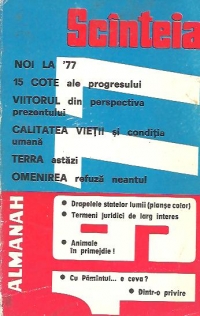 Scînteia
NOI LA '77
15 COTE ale progresului
VIITORUL din perspectiva
prezentului
CALITATEA VIEȚII și condiția
umană
TERRA astăzi
OMENIREA refuză neantul
ALMANAH
Drapelele statelor lumii (planșe color)
Termeni juridici de larg interes
Animale
în primejdie!
Cu Pămîntul... e ceva?
Dintr-o privire